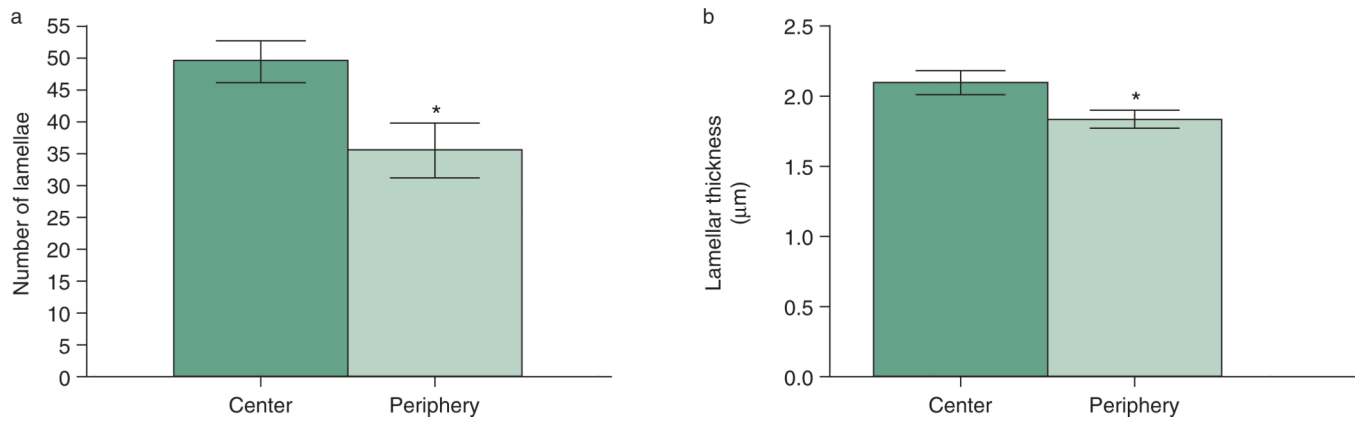 a
Number of lamellae
55
50
45
40
35
30
25
20
15
10
5
0
*
Center
Periphery
b
Lamellar thickness
(μm)
2.5
2.0
1.5
1.0
0.5
0.0
*
Center
Periphery